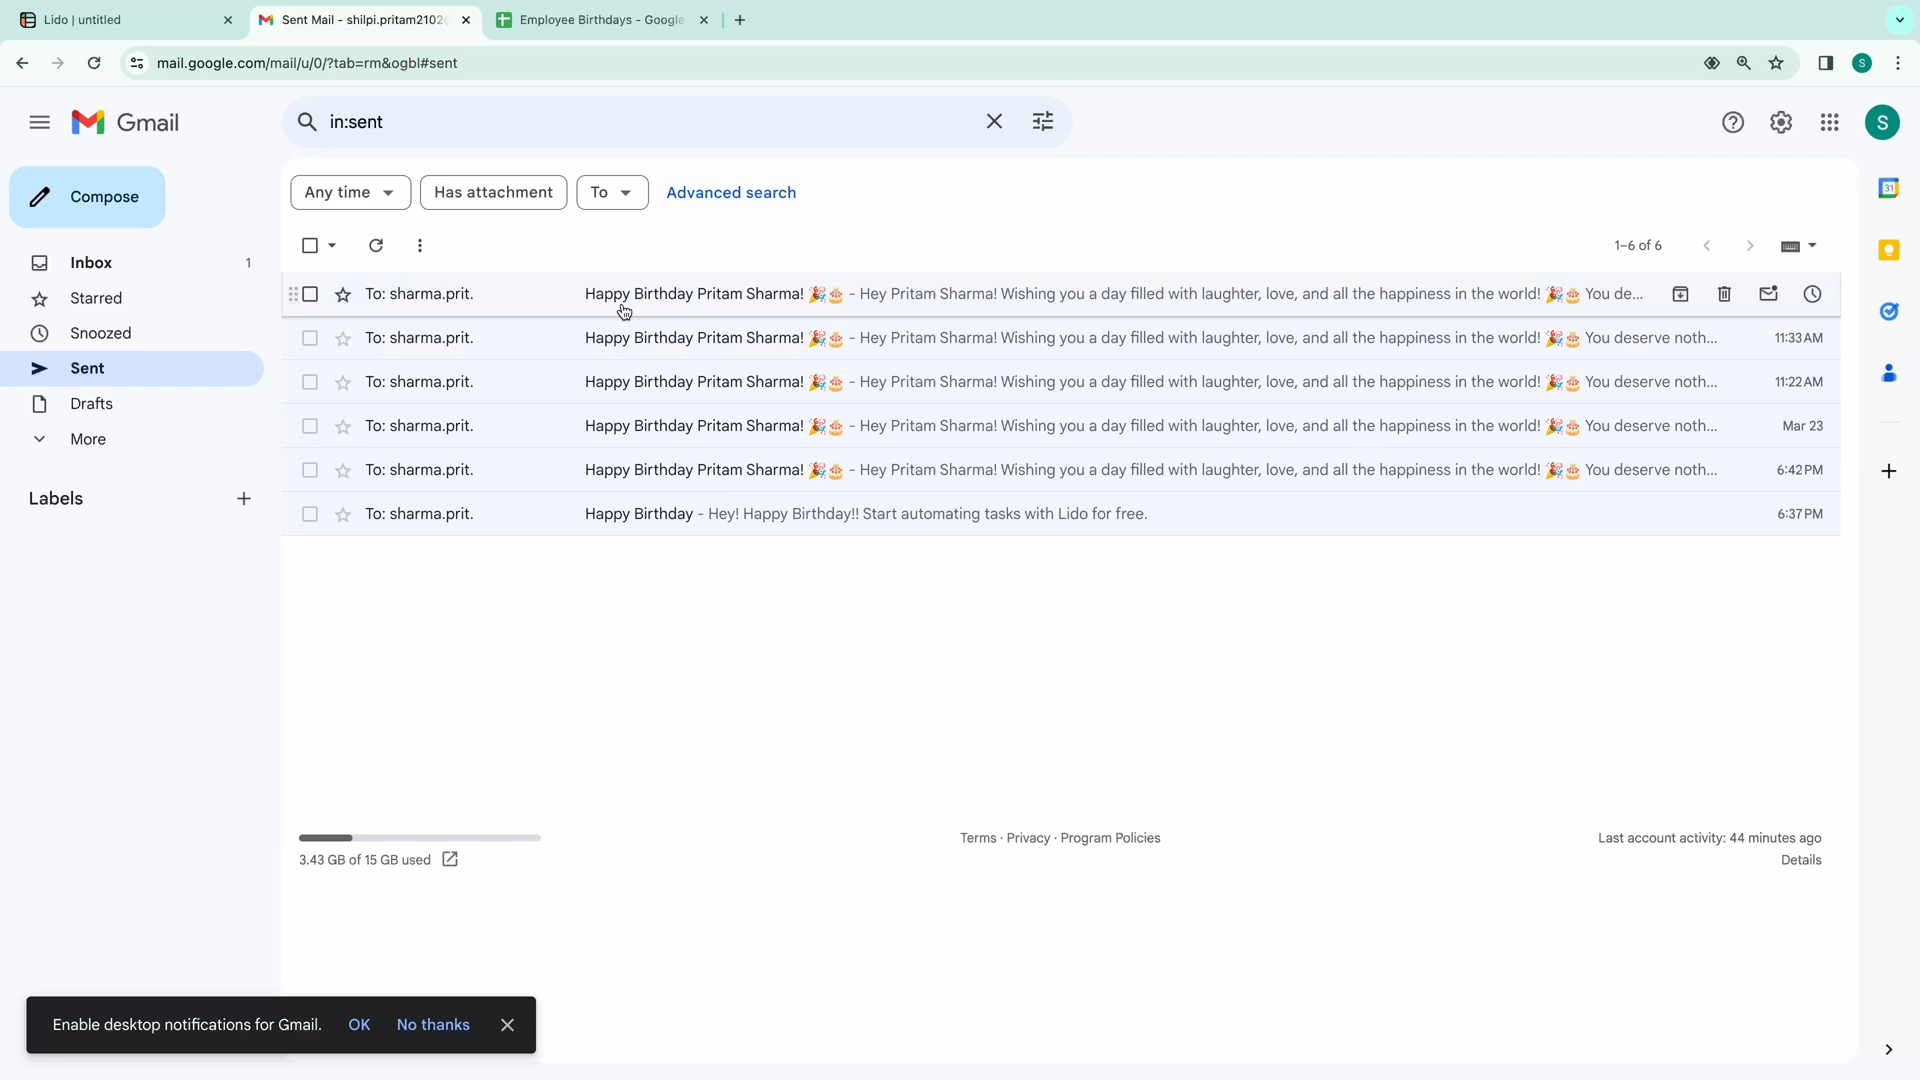 Lido | untitled
Sent Mail - shilpi.pritam2102
Employee Birthdays - Google
mail.google.com/mail/u/0/?tab=rm&ogbl#sent
S
Gmail
in:sent
S
Compose
Any time
Has attachment
To
Advanced search
1–6 of 6
Inbox 1
Starred
Snoozed
Sent
Drafts
More
Labels
To: sharma.prit. Happy Birthday Pritam Sharma! 🎉🎂 - Hey Pritam Sharma! Wishing you a day filled with laughter, love, and all the happiness in the world! 🎉🎂 You de...
To: sharma.prit. Happy Birthday Pritam Sharma! 🎉🎂 - Hey Pritam Sharma! Wishing you a day filled with laughter, love, and all the happiness in the world! 🎉🎂 You deserve noth... 11:33 AM
To: sharma.prit. Happy Birthday Pritam Sharma! 🎉🎂 - Hey Pritam Sharma! Wishing you a day filled with laughter, love, and all the happiness in the world! 🎉🎂 You deserve noth... 11:22 AM
To: sharma.prit. Happy Birthday Pritam Sharma! 🎉🎂 - Hey Pritam Sharma! Wishing you a day filled with laughter, love, and all the happiness in the world! 🎉🎂 You deserve noth... Mar 23
To: sharma.prit. Happy Birthday Pritam Sharma! 🎉🎂 - Hey Pritam Sharma! Wishing you a day filled with laughter, love, and all the happiness in the world! 🎉🎂 You deserve noth... 6:42 PM
To: sharma.prit. Happy Birthday - Hey! Happy Birthday!! Start automating tasks with Lido for free. 6:37 PM
31
3.43 GB of 15 GB used
Terms · Privacy · Program Policies
Last account activity: 44 minutes ago
Details
Enable desktop notifications for Gmail. OK No thanks